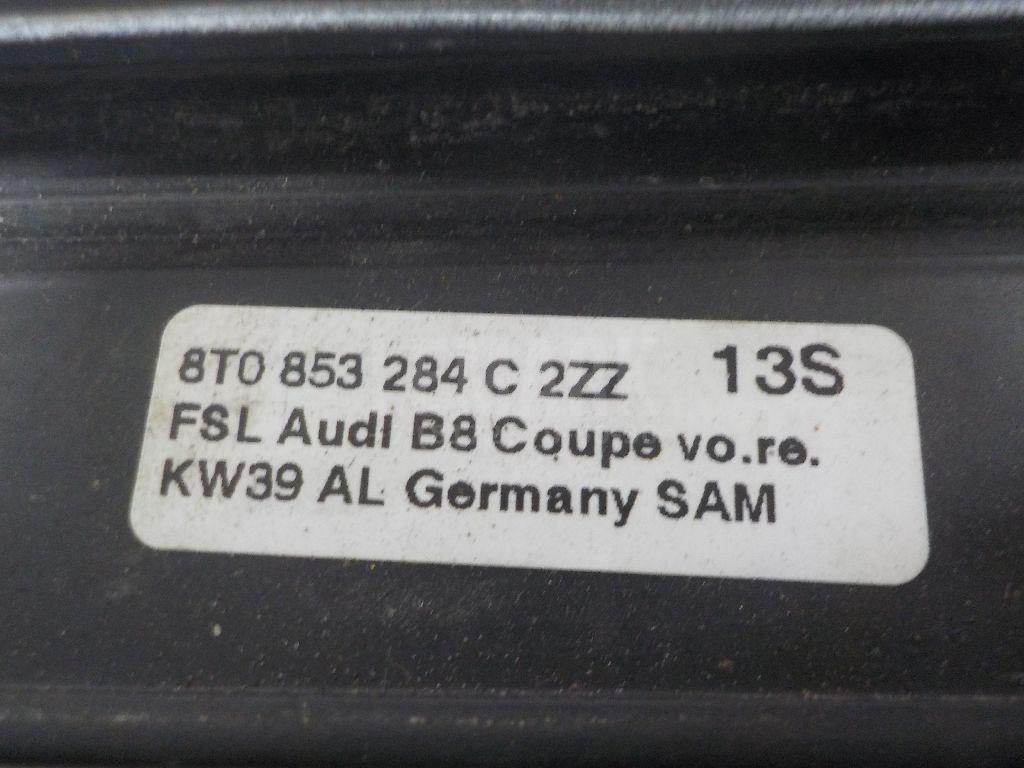 8T0 853 284 C 2ZZ 13S
FSL Audi B8 Coupe vo.re.
KW39 AL Germany SAM